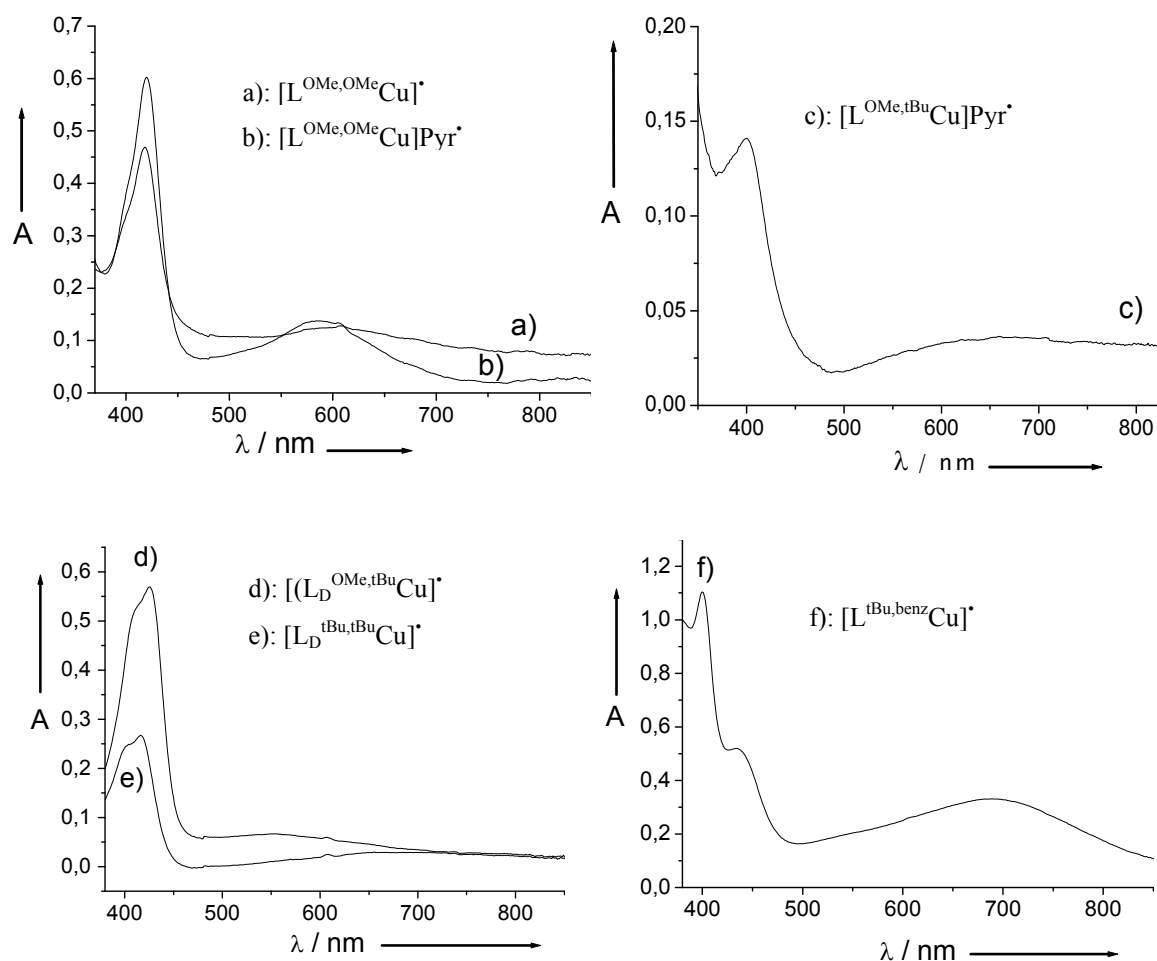 0,7
0,6
0,5
0,4
0,3
0,2
0,1
0,0
A
a): [L^OMe,OMe Cu]•
b): [L^OMe,OMe Cu]Pyr•
a)
b)
400 500 600 700 800
λ / nm
0,20
0,15
0,10
0,05
0,00
A
c): [L^OMe,tBu Cu]Pyr•
c)
400 500 600 700 800
λ / nm
0,6
0,5
0,4
0,3
0,2
0,1
0,0
A
d)
e)
d): [(L_D^OMe,tBu Cu]•
e): [L_D^tBu,tBu Cu]•
400 500 600 700 800
λ / nm
1,2
1,0
0,8
0,6
0,4
0,2
0,0
A
f)
f): [L^tBu,benz Cu]•
400 500 600 700 800
λ / nm